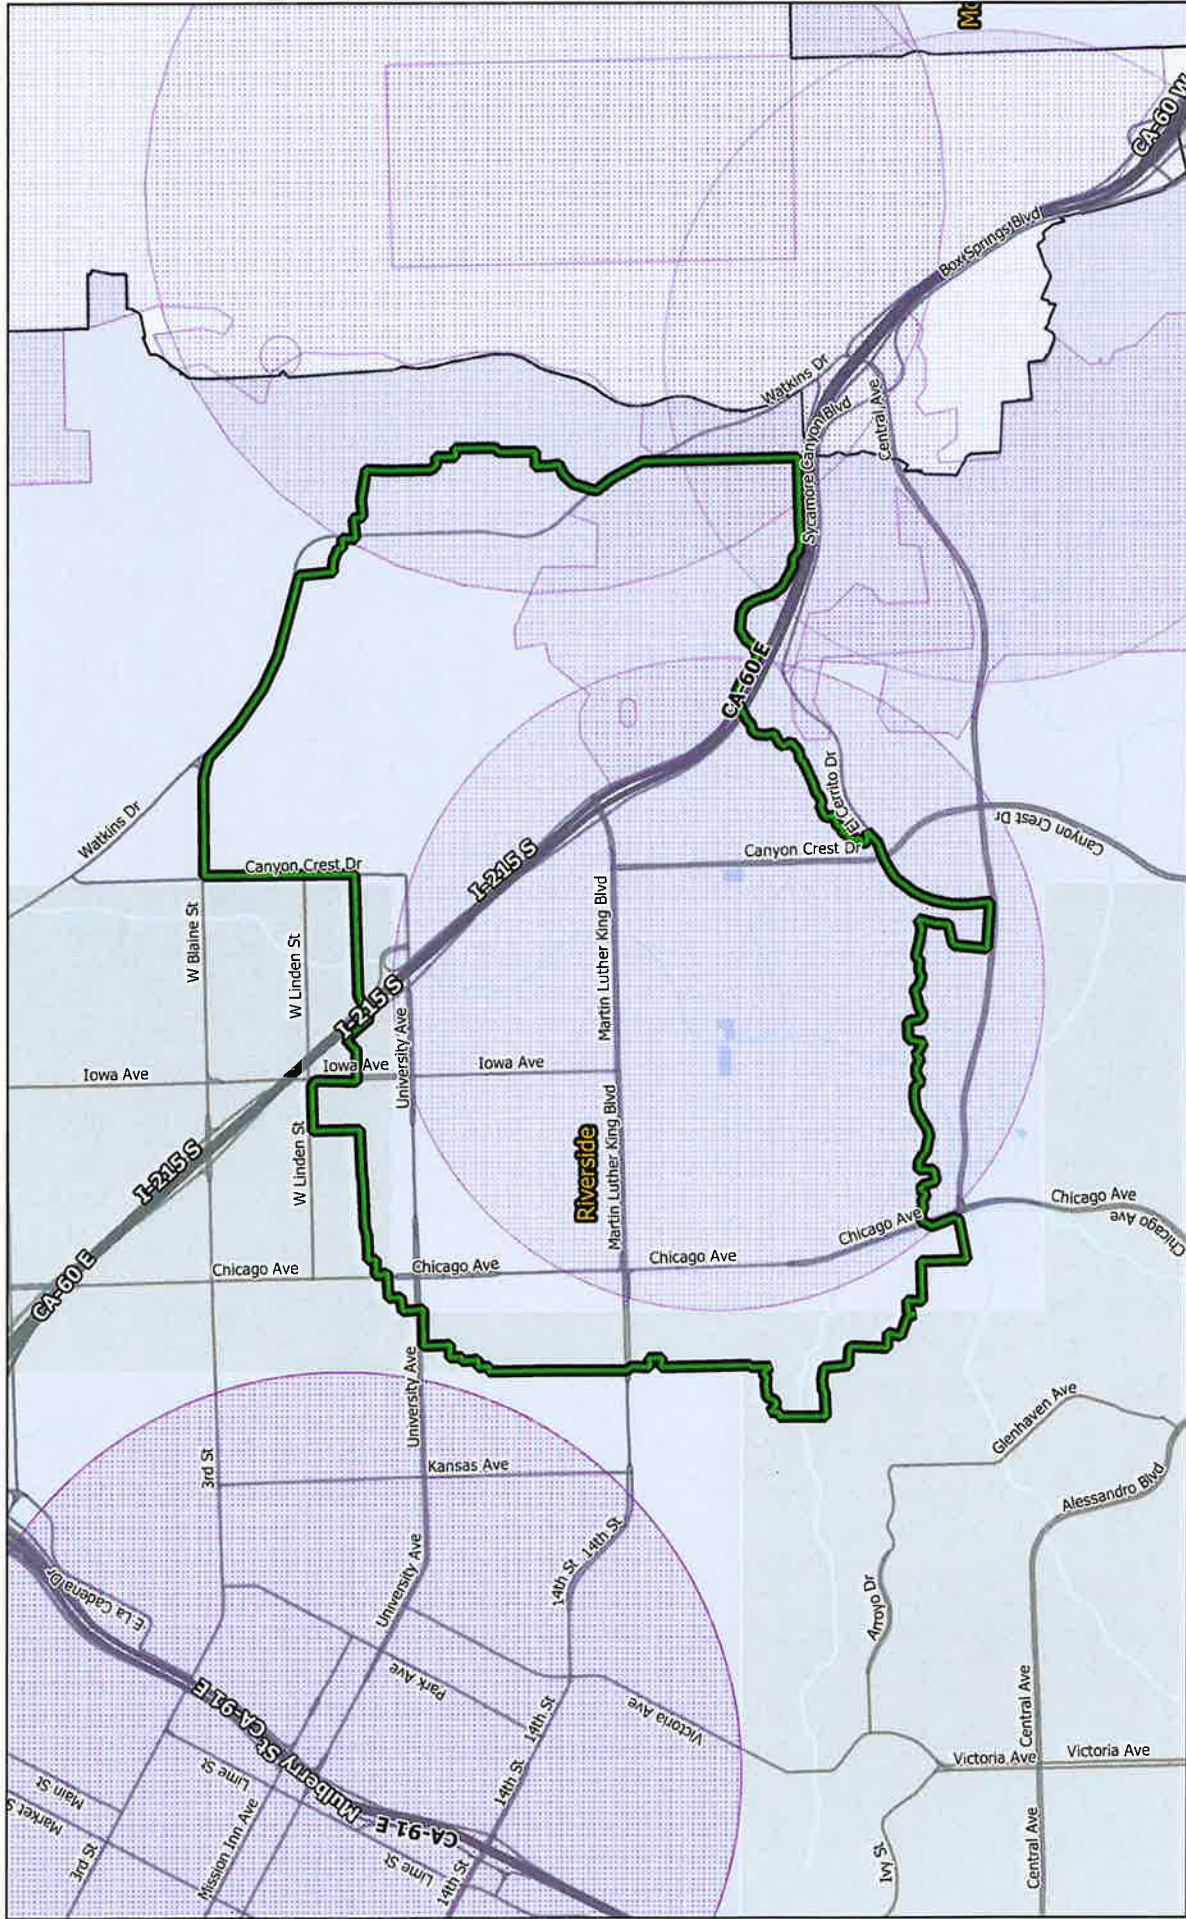 Mo
CA-60 W
Box Springs Blvd
Watkins Dr
Sycamore Canyon Blvd
Central Ave
CA-60 E
El Cerrito Dr
Watkins Dr
Canyon Crest Dr
I-215 S
Canyon Crest Dr
Canyon Crest Dr
W Blaine St
W Linden St
Martin Luther King Blvd
I-215 S
University Ave
Iowa Ave
Iowa Ave
Iowa Ave
W Linden St
Riverside
Martin Luther King Blvd
I-215 S
Chicago Ave
Chicago Ave
Chicago Ave
Chicago Ave
CA-60 E
Chicago Ave
Chicago Ave
Chicago Ave
University Ave
3rd St
Kansas Ave
Glenhaven Ave
Alessandro Blvd
14th St
14th St
University Ave
E La Cadena Dr
Arroyo Dr
Park Ave
Victoria Ave
CA-91 E
Mulberry St
Lime St
14th St
Central Ave
Victoria Ave
Victoria Ave
Main St
Market S
3rd St
Mission Inn Ave
CA-91 E
Lime St
14th St
14th St
Ivy St
Central Ave